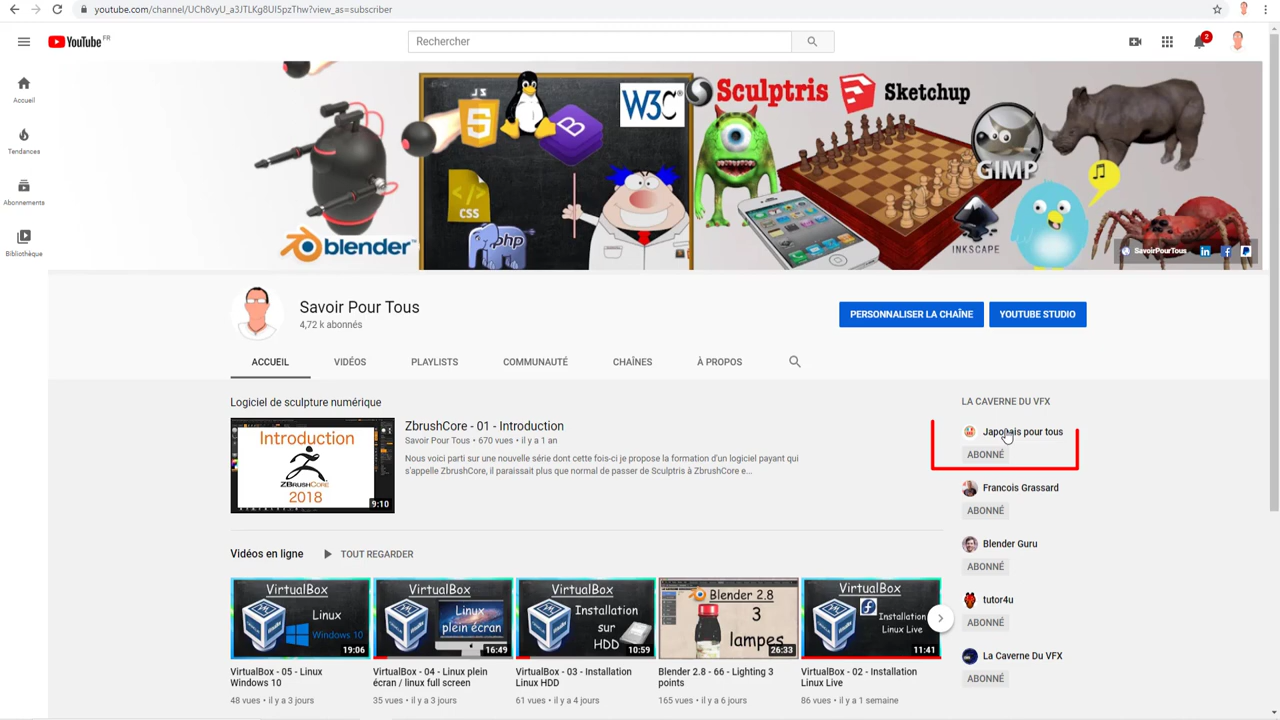 youtube.com/channel/UCh8vyU_a3JTLKg8UI5pzThw?view_as=subscriber
YouTube FR
Rechercher
2
Accueil
Tendances
Abonnements
Bibliothèque
JS
5
B
W3C
Sculptris
Sketchup
CSS
php
blender
GIMP
INKSCAPE
SavoirPourTous
Savoir Pour Tous
4,72 k abonnés
PERSONNALISER LA CHAÎNE
YOUTUBE STUDIO
ACCUEIL
VIDÉOS
PLAYLISTS
COMMUNAUTÉ
CHAÎNES
À PROPOS
Logiciel de sculpture numérique
Introduction
ZBRUSHCORE
2018
9:10
ZbrushCore - 01 - Introduction
Savoir Pour Tous • 670 vues • il y a 1 an
Nous voici parti sur une nouvelle série dont cette fois-ci je propose la formation d'un logiciel payant qui
s'appelle ZbrushCore, il paraissait plus que normal de passer de Sculptris à ZbrushCore e...
Vidéos en ligne
TOUT REGARDER
VirtualBox
Linux
Windows 10
19:06
VirtualBox - 05 - Linux
Windows 10
48 vues • il y a 3 jours
VirtualBox
Linux
plein écran
16:49
VirtualBox - 04 - Linux plein
écran / linux full screen
35 vues • il y a 3 jours
VirtualBox
Installation
sur
HDD
10:59
VirtualBox - 03 - Installation
Linux HDD
61 vues • il y a 4 jours
Blender 2.8
3
lampes
26:33
Blender 2.8 - 66 - Lighting 3
points
165 vues • il y a 6 jours
VirtualBox
Installation
Linux Live
11:41
VirtualBox - 02 - Installation
Linux Live
86 vues • il y a 1 semaine
LA CAVERNE DU VFX
Japonais pour tous
ABONNÉ
Francois Grassard
ABONNÉ
Blender Guru
ABONNÉ
tutor4u
ABONNÉ
La Caverne Du VFX
ABONNÉ